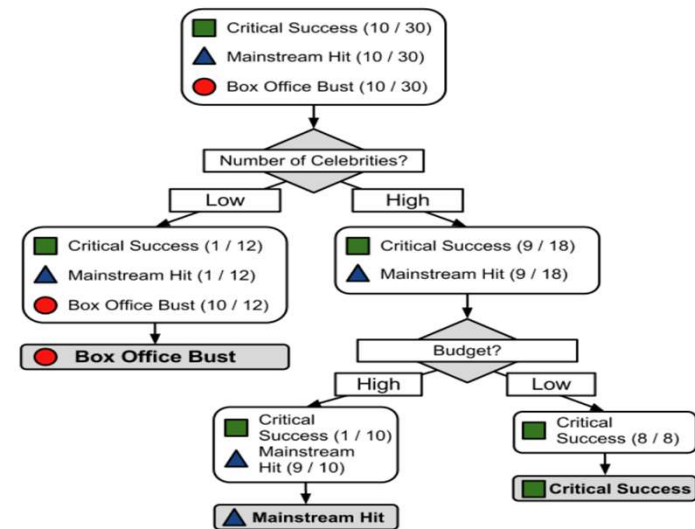 Critical Success (10 / 30)
Mainstream Hit (10 / 30)
Box Office Bust (10 / 30)
Number of Celebrities?
Low
High
Critical Success (1 / 12)
Mainstream Hit (1 / 12)
Box Office Bust (10 / 12)
Critical Success (9 / 18)
Mainstream Hit (9 / 18)
Box Office Bust
Budget?
High
Low
Critical
Success (1 / 10)
Mainstream
Hit (9 / 10)
Critical
Success (8 / 8)
Mainstream Hit
Critical Success